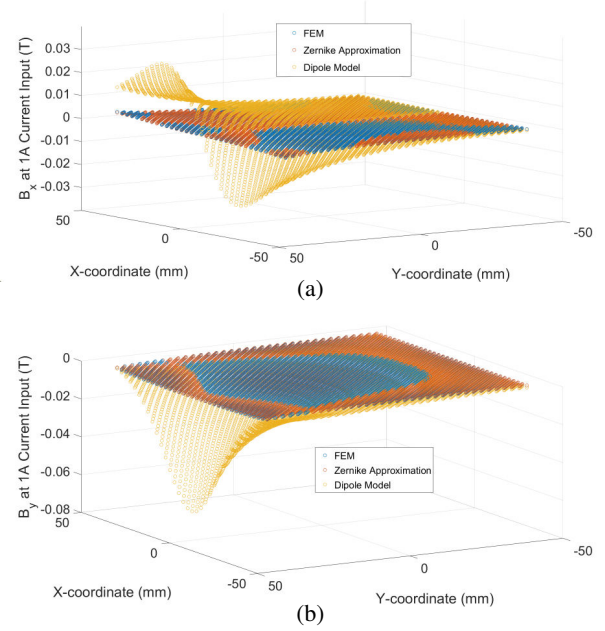 FEM
Zernike Approximation
Dipole Model
0.03
0.02
0.01
0
-0.01
-0.02
-0.03
B_x at 1A Current Input (T)
50
0
-50
X-coordinate (mm)
50
0
-50
Y-coordinate (mm)
(a)
0
-0.02
-0.04
-0.06
-0.08
B_y at 1A Current Input (T)
FEM
Zernike Approximation
Dipole Model
50
0
-50
X-coordinate (mm)
50
0
-50
Y-coordinate (mm)
(b)